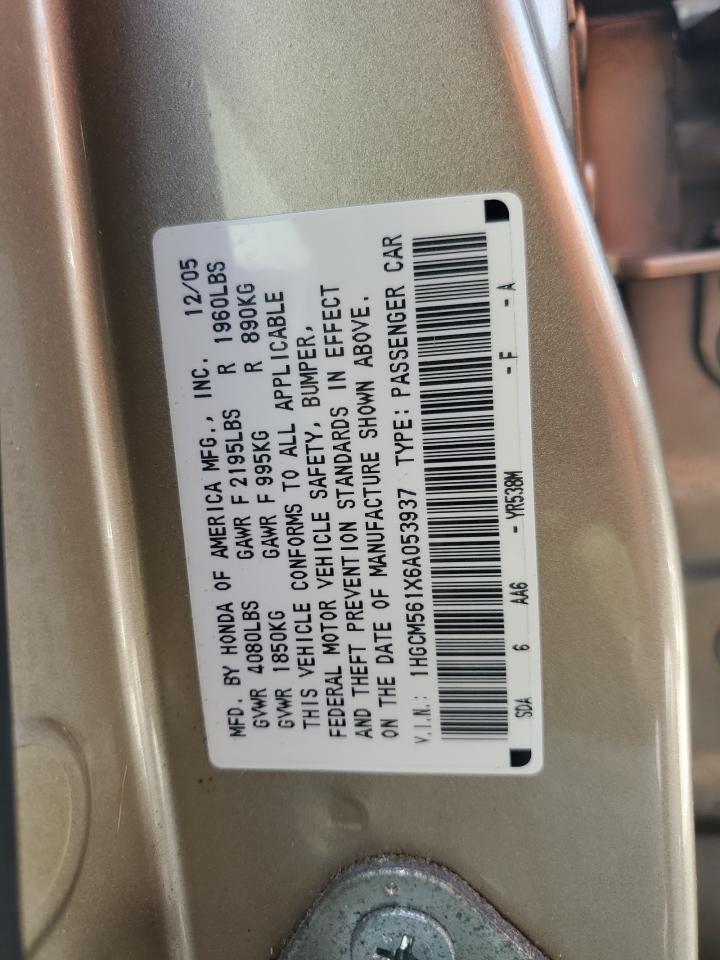 MFD. BY HONDA OF AMERICA MFG., INC. 12/05
GVWR 4080LBS GAWR F 2195LBS R 1960LBS
GVWR 1850KG GAWR F 995KG R 890KG
THIS VEHICLE CONFORMS TO ALL APPLICABLE
FEDERAL MOTOR VEHICLE SAFETY, BUMPER,
AND THEFT PREVENTION STANDARDS IN EFFECT
ON THE DATE OF MANUFACTURE SHOWN ABOVE.
V.I.N.: 1HGCM561X6A053937 TYPE: PASSENGER CAR
SDA 6 AA6 - YR538M - F - A